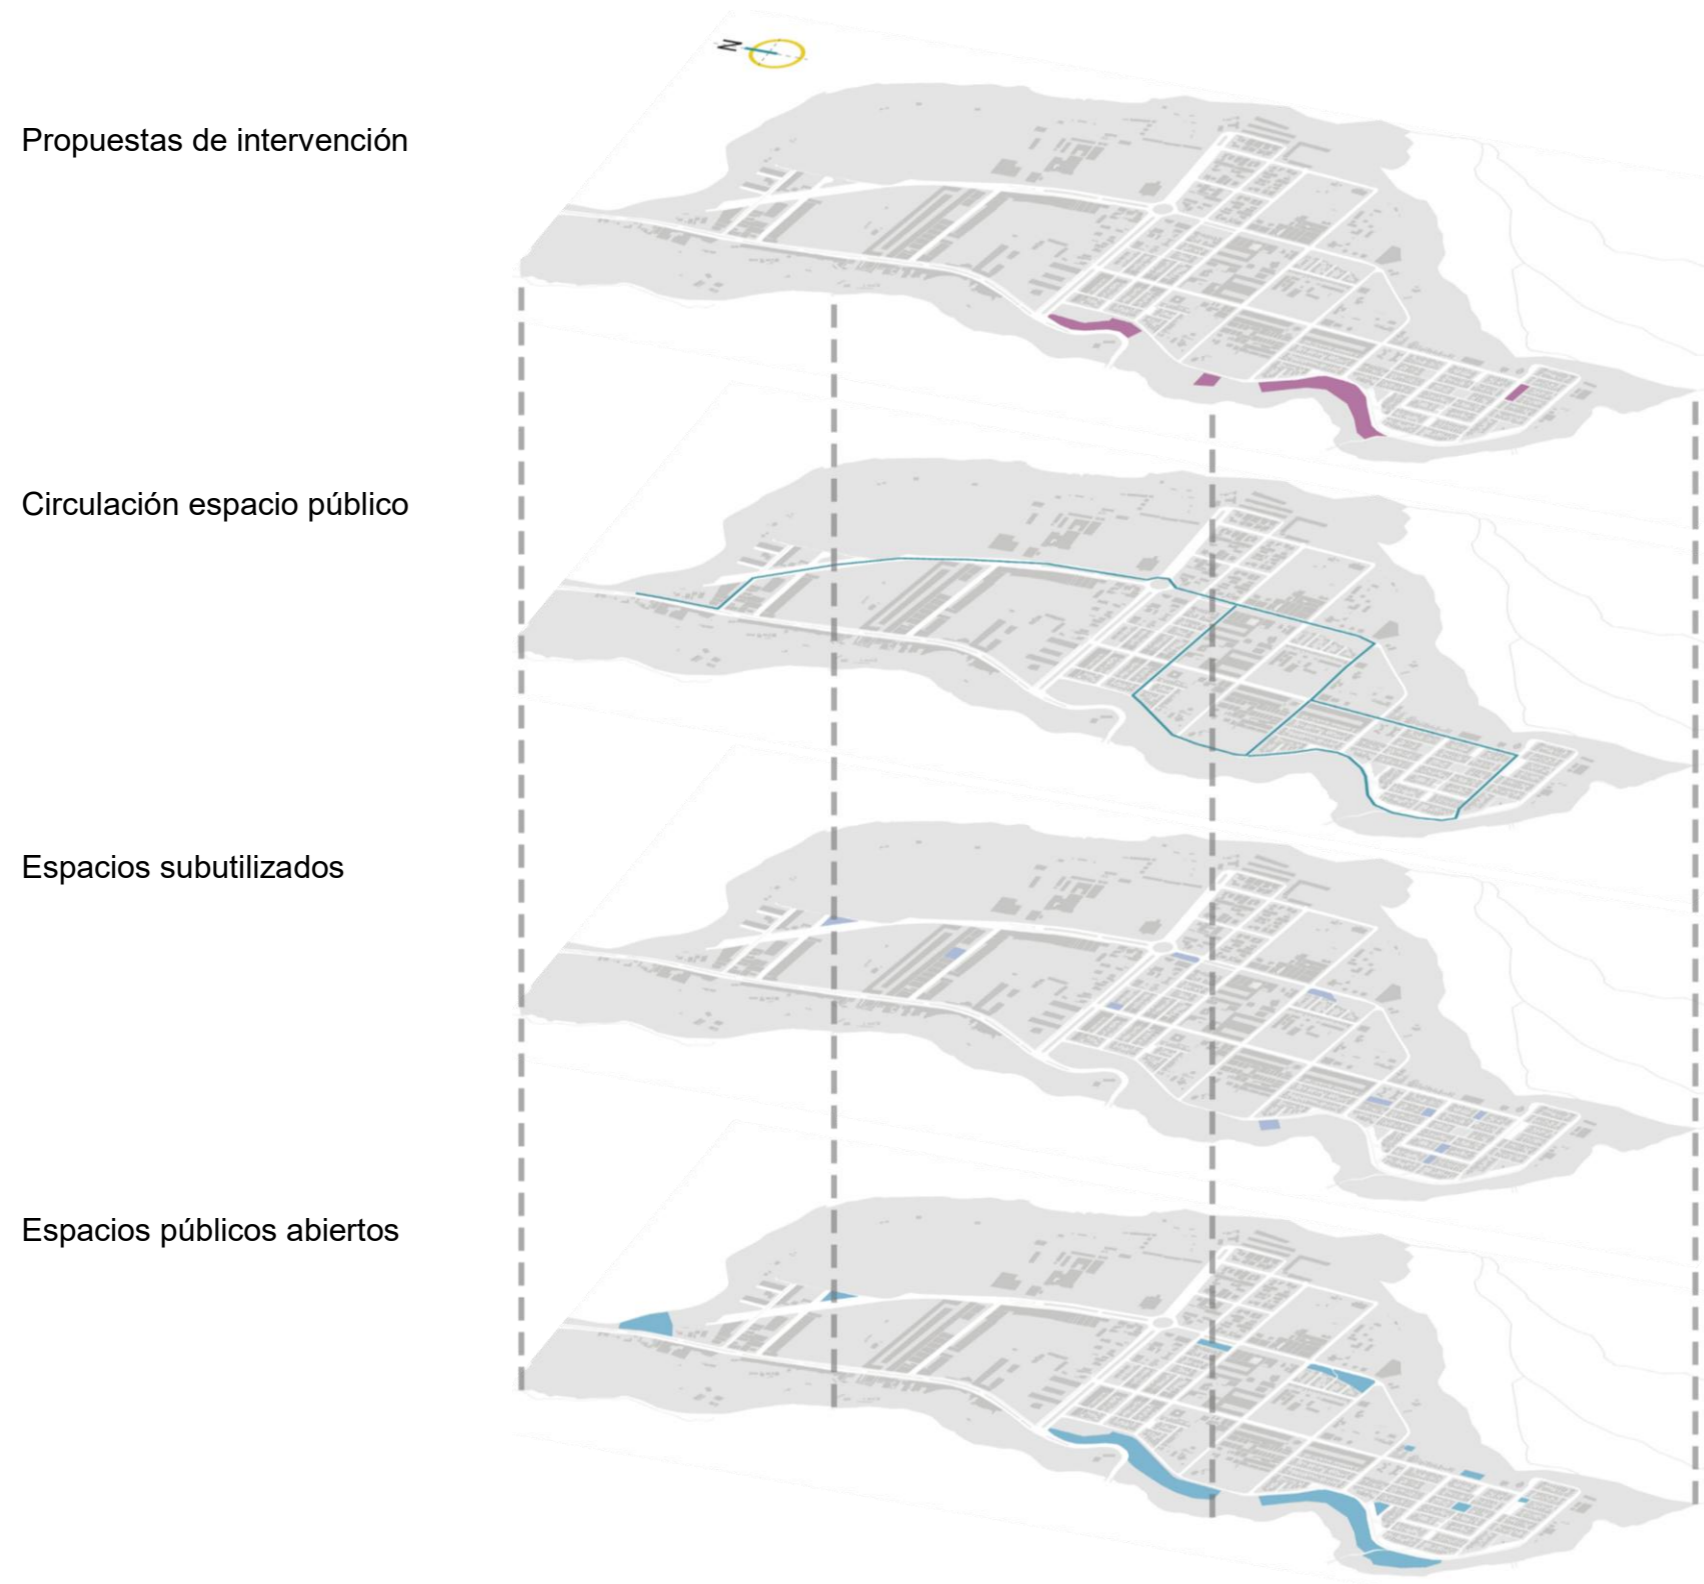 N
Propuestas de intervención
Circulación espacio público
Espacios subutilizados
Espacios públicos abiertos